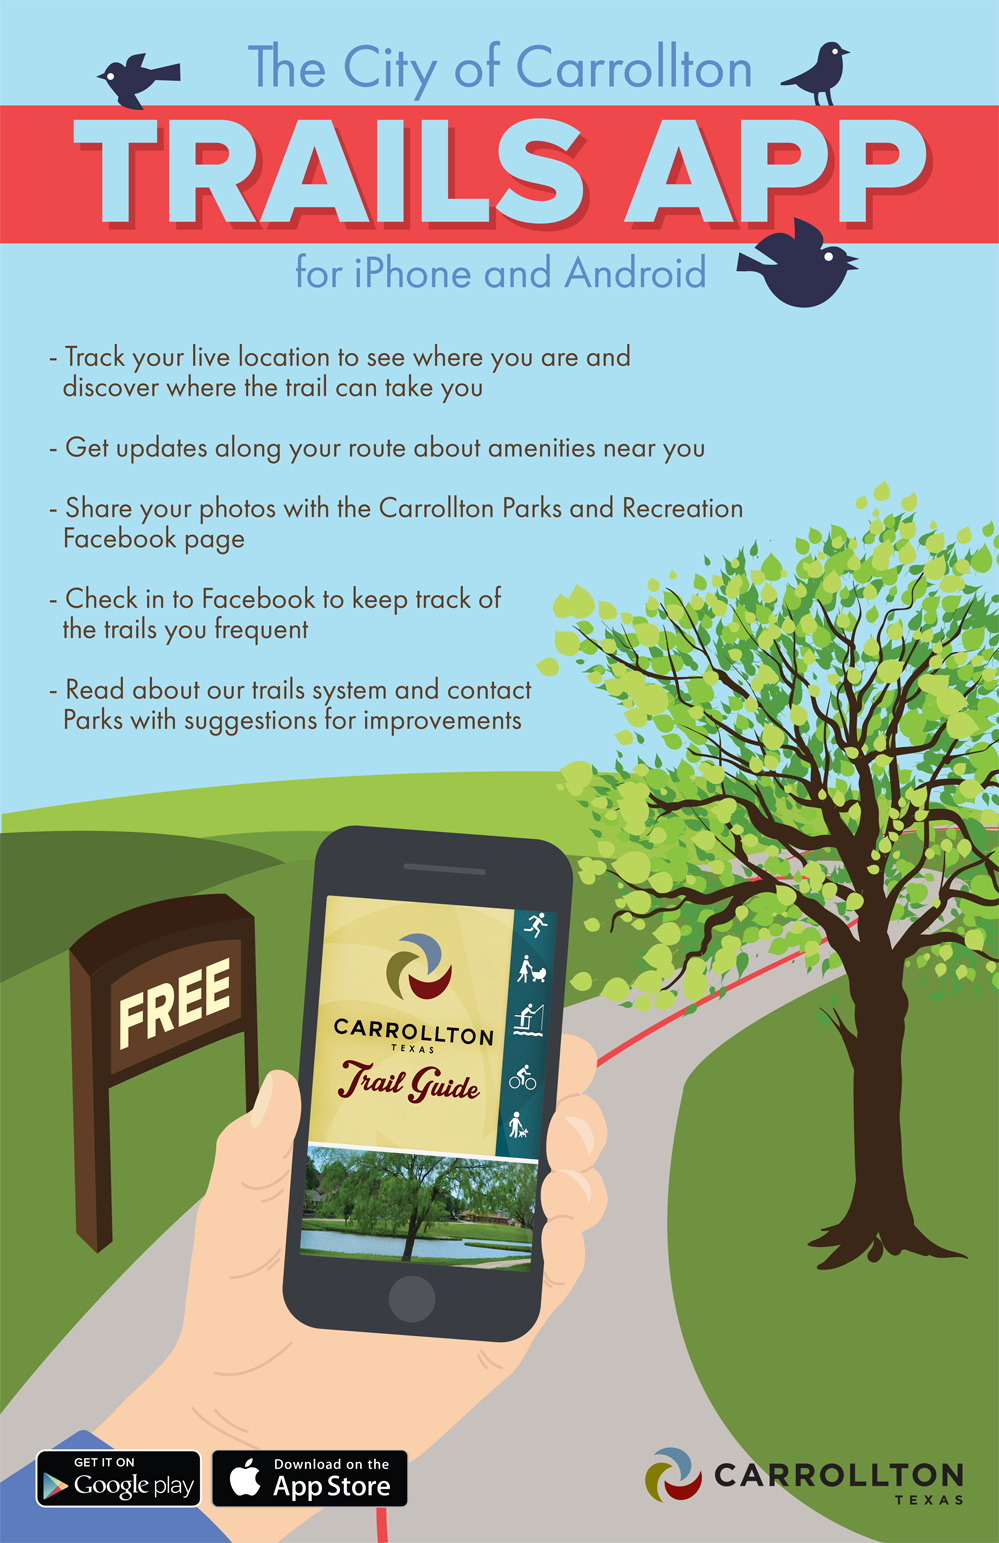 The City of Carrollton
TRAILS APP
for iPhone and Android
- Track your live location to see where you are and
discover where the trail can take you
- Get updates along your route about amenities near you
- Share your photos with the Carrollton Parks and Recreation
Facebook page
- Check in to Facebook to keep track of
the trails you frequent
- Read about our trails system and contact
Parks with suggestions for improvements
FREE
CARROLLTON
TEXAS
Trail Guide
GET IT ON
Google play
Download on the
App Store
CARROLLTON
TEXAS